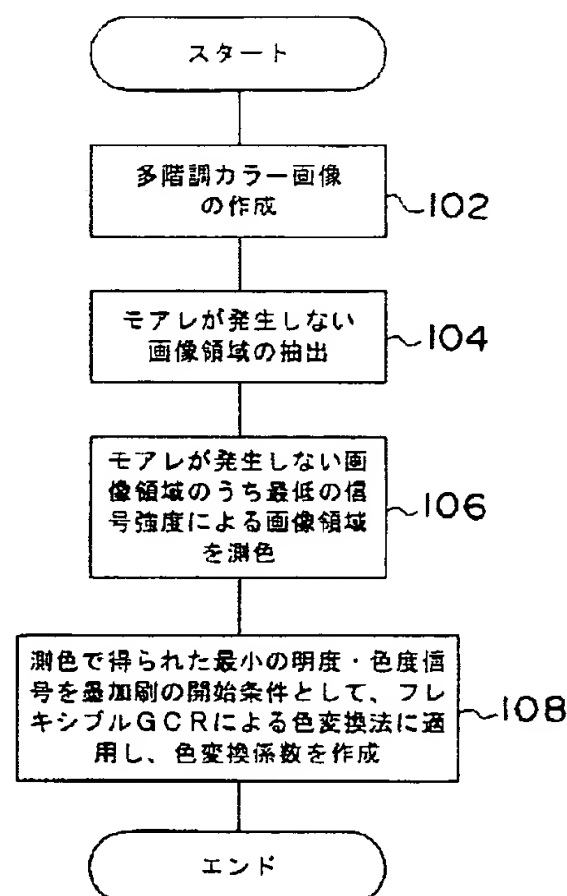 スタート
多階調カラー画像
の作成
102
モアレが発生しない
画像領域の抽出
104
モアレが発生しない画
像領域のうち最低の信
号強度による画像領域
を測色
106
測色で得られた最小の明度・色度信
号を墨加刷の開始条件として、フレ
キシブルGCRによる色変換法に適
用し、色変換係数を作成
108
エンド